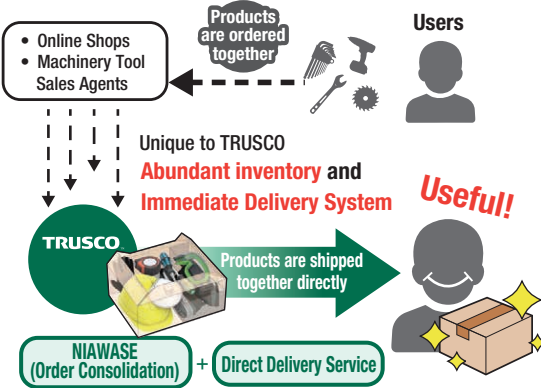 Products
are ordered
together
Users
• Online Shops
• Machinery Tool
Sales Agents
Unique to TRUSCO
Abundant inventory and
Immediate Delivery System
Useful!
TRUSCO
Products are shipped
together directly
NIAWASE
(Order Consolidation)
+
Direct Delivery Service